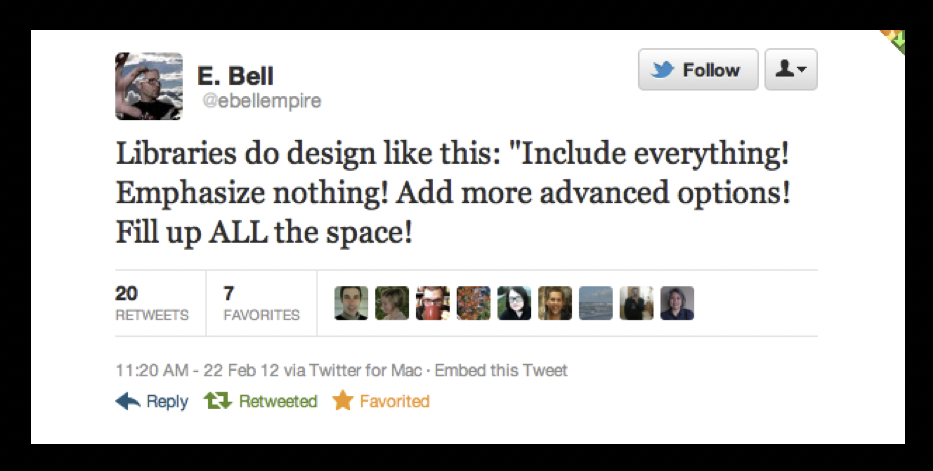 E. Bell
@ebellempire
Follow
Libraries do design like this: "Include everything!
Emphasize nothing! Add more advanced options!
Fill up ALL the space!
20
RETWEETS
7
FAVORITES
11:20 AM - 22 Feb 12 via Twitter for Mac · Embed this Tweet
Reply Retweeted Favorited